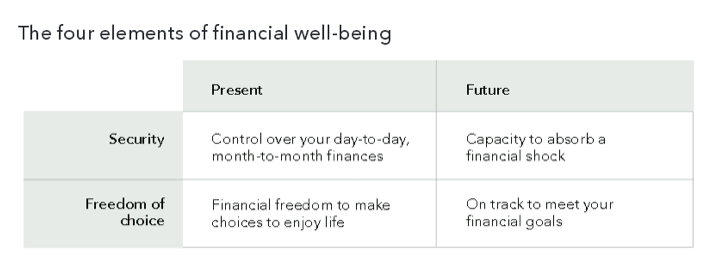 The four elements of financial well-being
Present Future
Security Control over your day-to-day, Capacity to absorb a
month-to-month finances financial shock
Freedom of Financial freedom to make On track to meet your
choice choices to enjoy life financial goals